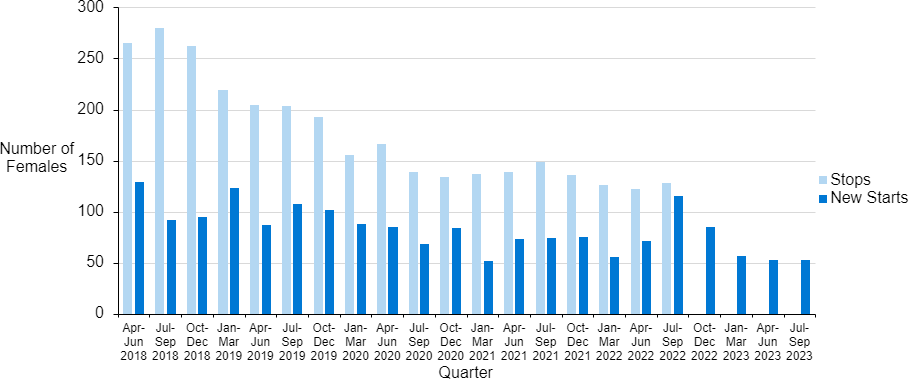 300
250
200
150
100
50
0
Number of
Females
Stops
New Starts
Apr-
Jun
2018
Jul-
Sep
2018
Oct-
Dec
2018
Jan-
Mar
2019
Apr-
Jun
2019
Jul-
Sep
2019
Oct-
Dec
2019
Jan-
Mar
2020
Apr-
Jun
2020
Jul-
Sep
2020
Oct-
Dec
2020
Jan-
Mar
2021
Apr-
Jun
2021
Jul-
Sep
2021
Oct-
Dec
2021
Jan-
Mar
2022
Apr-
Jun
2022
Jul-
Sep
2022
Oct-
Dec
2022
Jan-
Mar
2023
Apr-
Jun
2023
Jul-
Sep
2023
Quarter